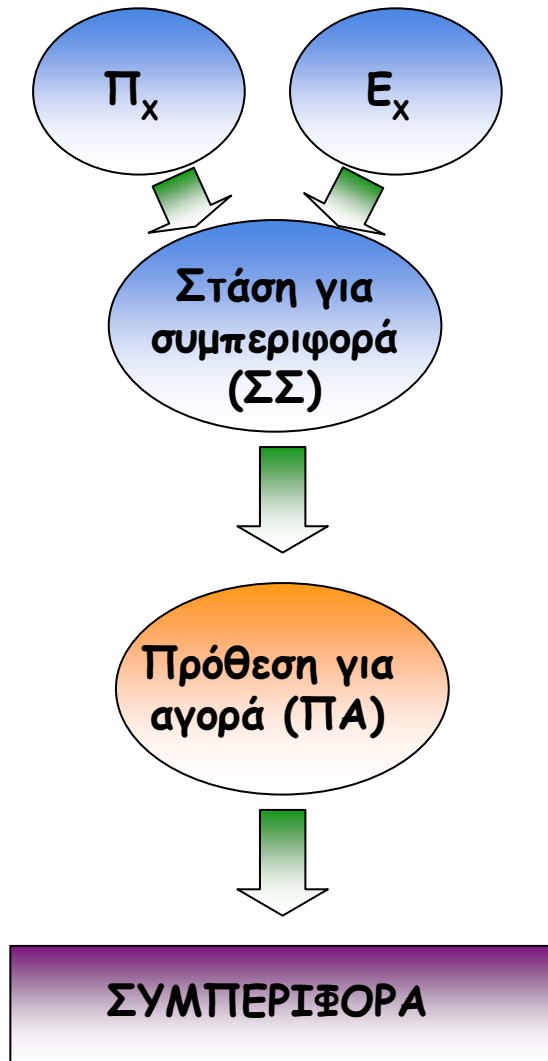 Πx
Εx
Στάση για
συμπεριφορά
(ΣΣ)
Πρόθεση για
αγορά (ΠΑ)
ΣΥΜΠΕΡΙΦΟΡΑ